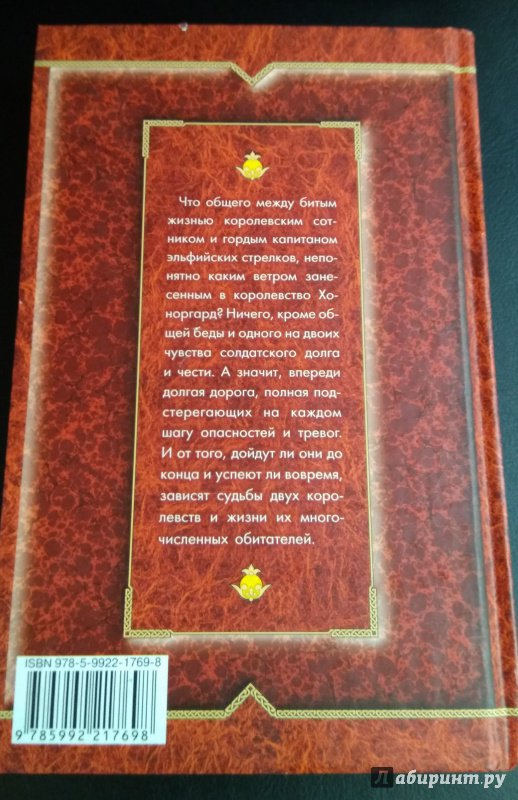 Что общего между битым
жизнью королевским сот-
ником и гордым капитаном
эльфийских стрелков, непо-
нятно каким ветром зане-
сенным в королевство Хо-
норгард? Ничего, кроме об-
щей беды и одного на двоих
чувства солдатского долга
и чести. А значит, впереди
долгая дорога, полная под-
стерегающих на каждом
шагу опасностей и тревог.
И от того, дойдут ли они до
конца и успеют ли вовремя,
зависят судьбы двух коро-
левств и жизни их много-
численных обитателей.
ISBN 978-5-9922-1769-8
9 785992 217698
Лабиринт.ру